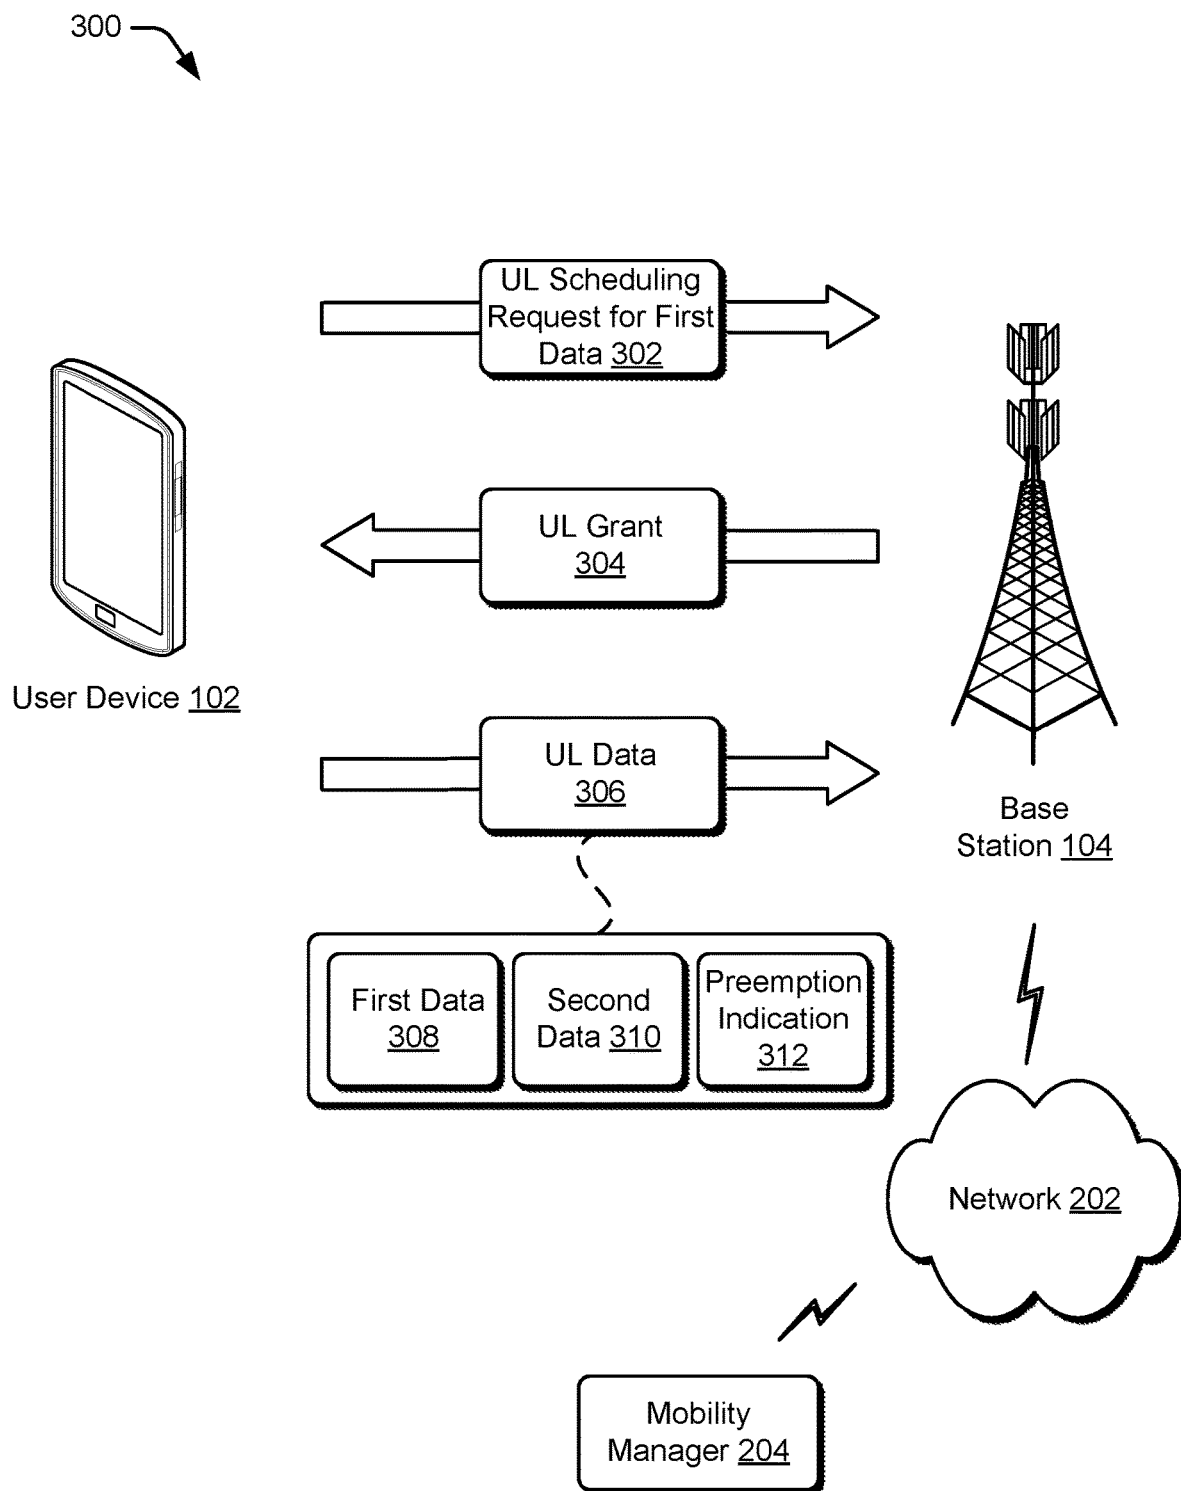 300
UL Scheduling
Request for First
Data 302
UL Grant
304
User Device 102
UL Data
306
Base
Station 104
First Data
308
Second
Data 310
Preemption
Indication
312
Network 202
Mobility
Manager 204